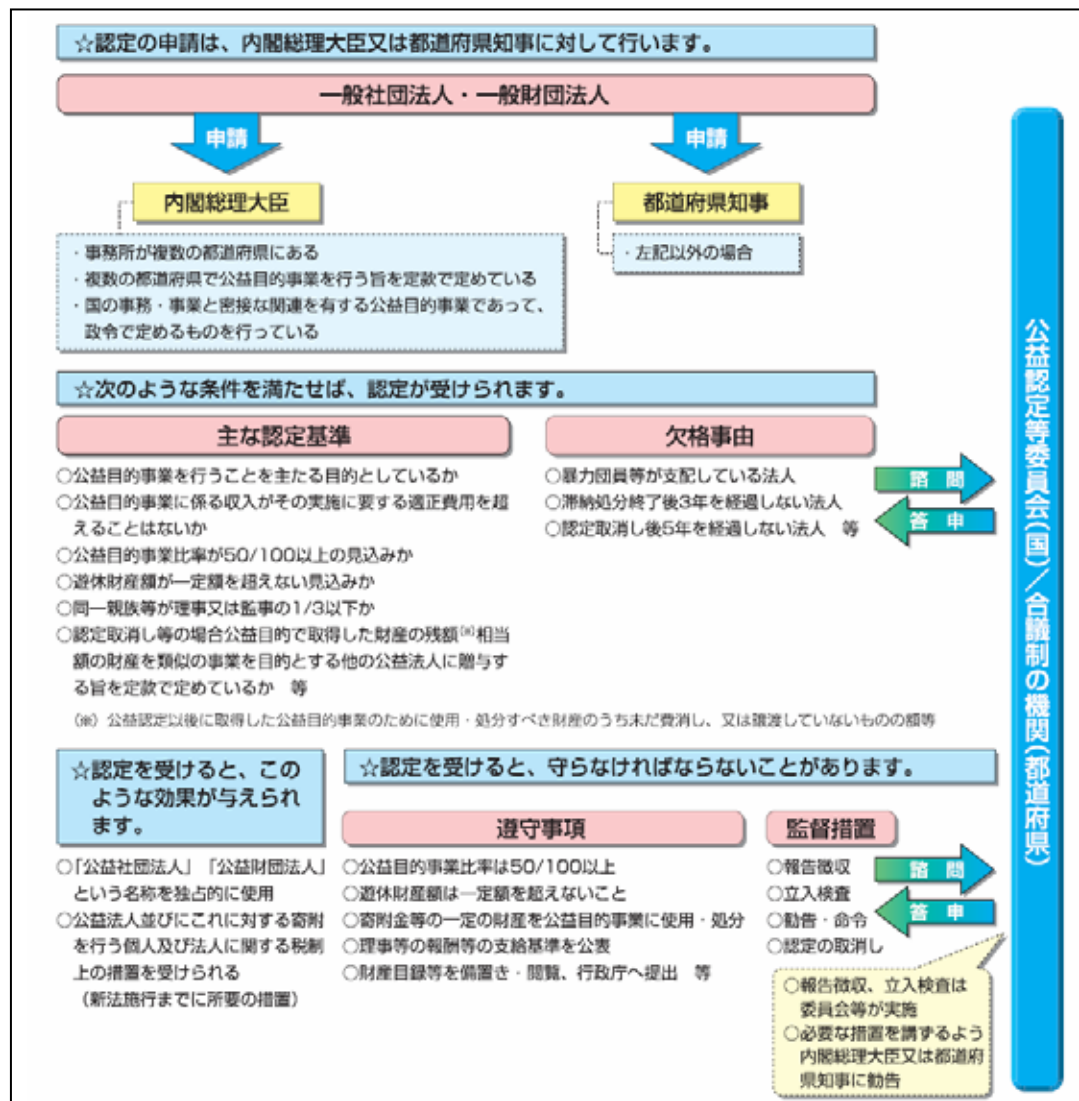 ☆認定の申請は、内閣総理大臣又は都道府県知事に対して行います。
一般社団法人・一般財団法人
申請
申請
内閣総理大臣
都道府県知事
・事務所が複数の都道府県にある
・複数の都道府県で公益目的事業を行う旨を定款で定めている
・国の事務・事業と密接な関連を有する公益目的事業であって、
政令で定めるものを行っている
・左記以外の場合
☆次のような条件を満たせば、認定が受けられます。
主な認定基準
○公益目的事業を行うことを主たる目的としているか
○公益目的事業に係る収入がその実施に要する適正費用を超
えることはないか
○公益目的事業比率が50/100以上の見込みか
○遊休財産額が一定額を超えない見込みか
○同一親族等が理事又は監事の1/3以下か
○認定取消し等の場合公益目的で取得した財産の残額(※)相当
額の財産を類似の事業を目的とする他の公益法人に贈与す
る旨を定款で定めているか 等
欠格事由
○暴力団員等が支配している法人
○滞納処分終了後3年を経過しない法人
○認定取消し後5年を経過しない法人 等
諮問
答申
(※) 公益認定以後に取得した公益目的事業のために使用・処分すべき財産のうち未だ費消し、又は譲渡していないものの額等
☆認定を受けると、この
ような効果が与えられ
ます。
○「公益社団法人」「公益財団法人」
という名称を独占的に使用
○公益法人並びにこれに対する寄附
を行う個人及び法人に関する税制
上の措置を受けられる
(新法施行までに所要の措置)
☆認定を受けると、守らなければならないことがあります。
遵守事項
○公益目的事業比率は50/100以上
○遊休財産額は一定額を超えないこと
○寄附金等の一定の財産を公益目的事業に使用・処分
○理事等の報酬等の支給基準を公表
○財産目録等を備置き・閲覧、行政庁へ提出 等
監督措置
○報告徴収
○立入検査
○勧告・命令
○認定の取消し
諮問
答申
○報告徴収、立入検査は
委員会等が実施
○必要な措置を講ずるよう
内閣総理大臣又は都道府
県知事に勧告
公益認定等委員会(国)/合議制の機関(都道府県)